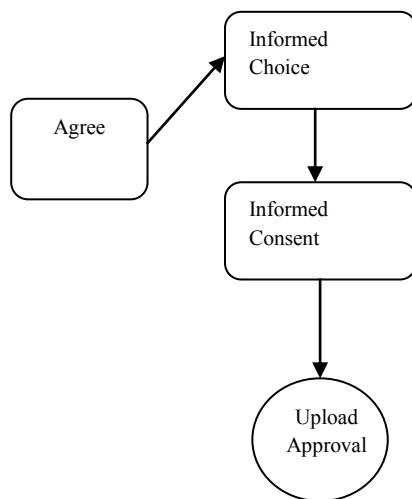 Informed
Choice
Agree
Informed
Consent
Upload
Approval